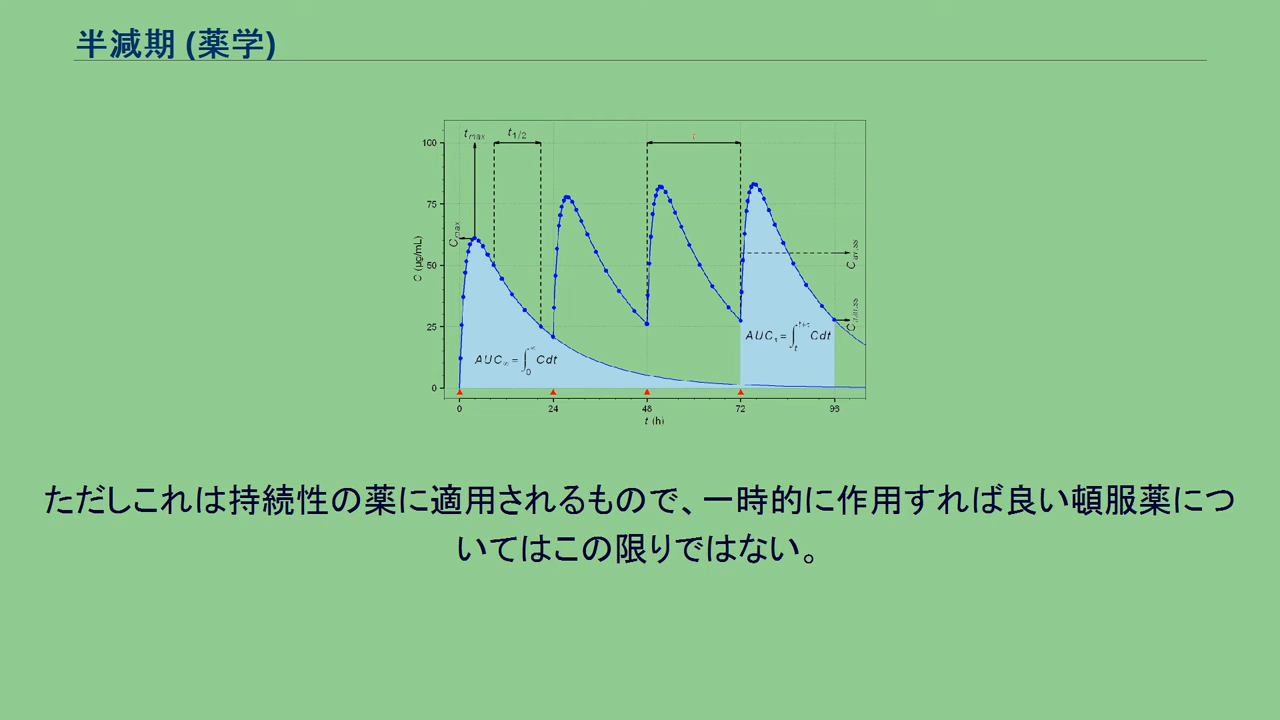 半減期 (薬学)
tmax
t1/2
τ
100
75
50
25
0
Cmax
C (µg/mL)
Cav,ss
AUC∞=∫0∞Cdt
AUCτ=∫tt+τCdt
0 24 48 72 96
t (h)
ただしこれは持続性の薬に適用されるもので、一時的に作用すれば良い頓服薬につ
いてはこの限りではない。